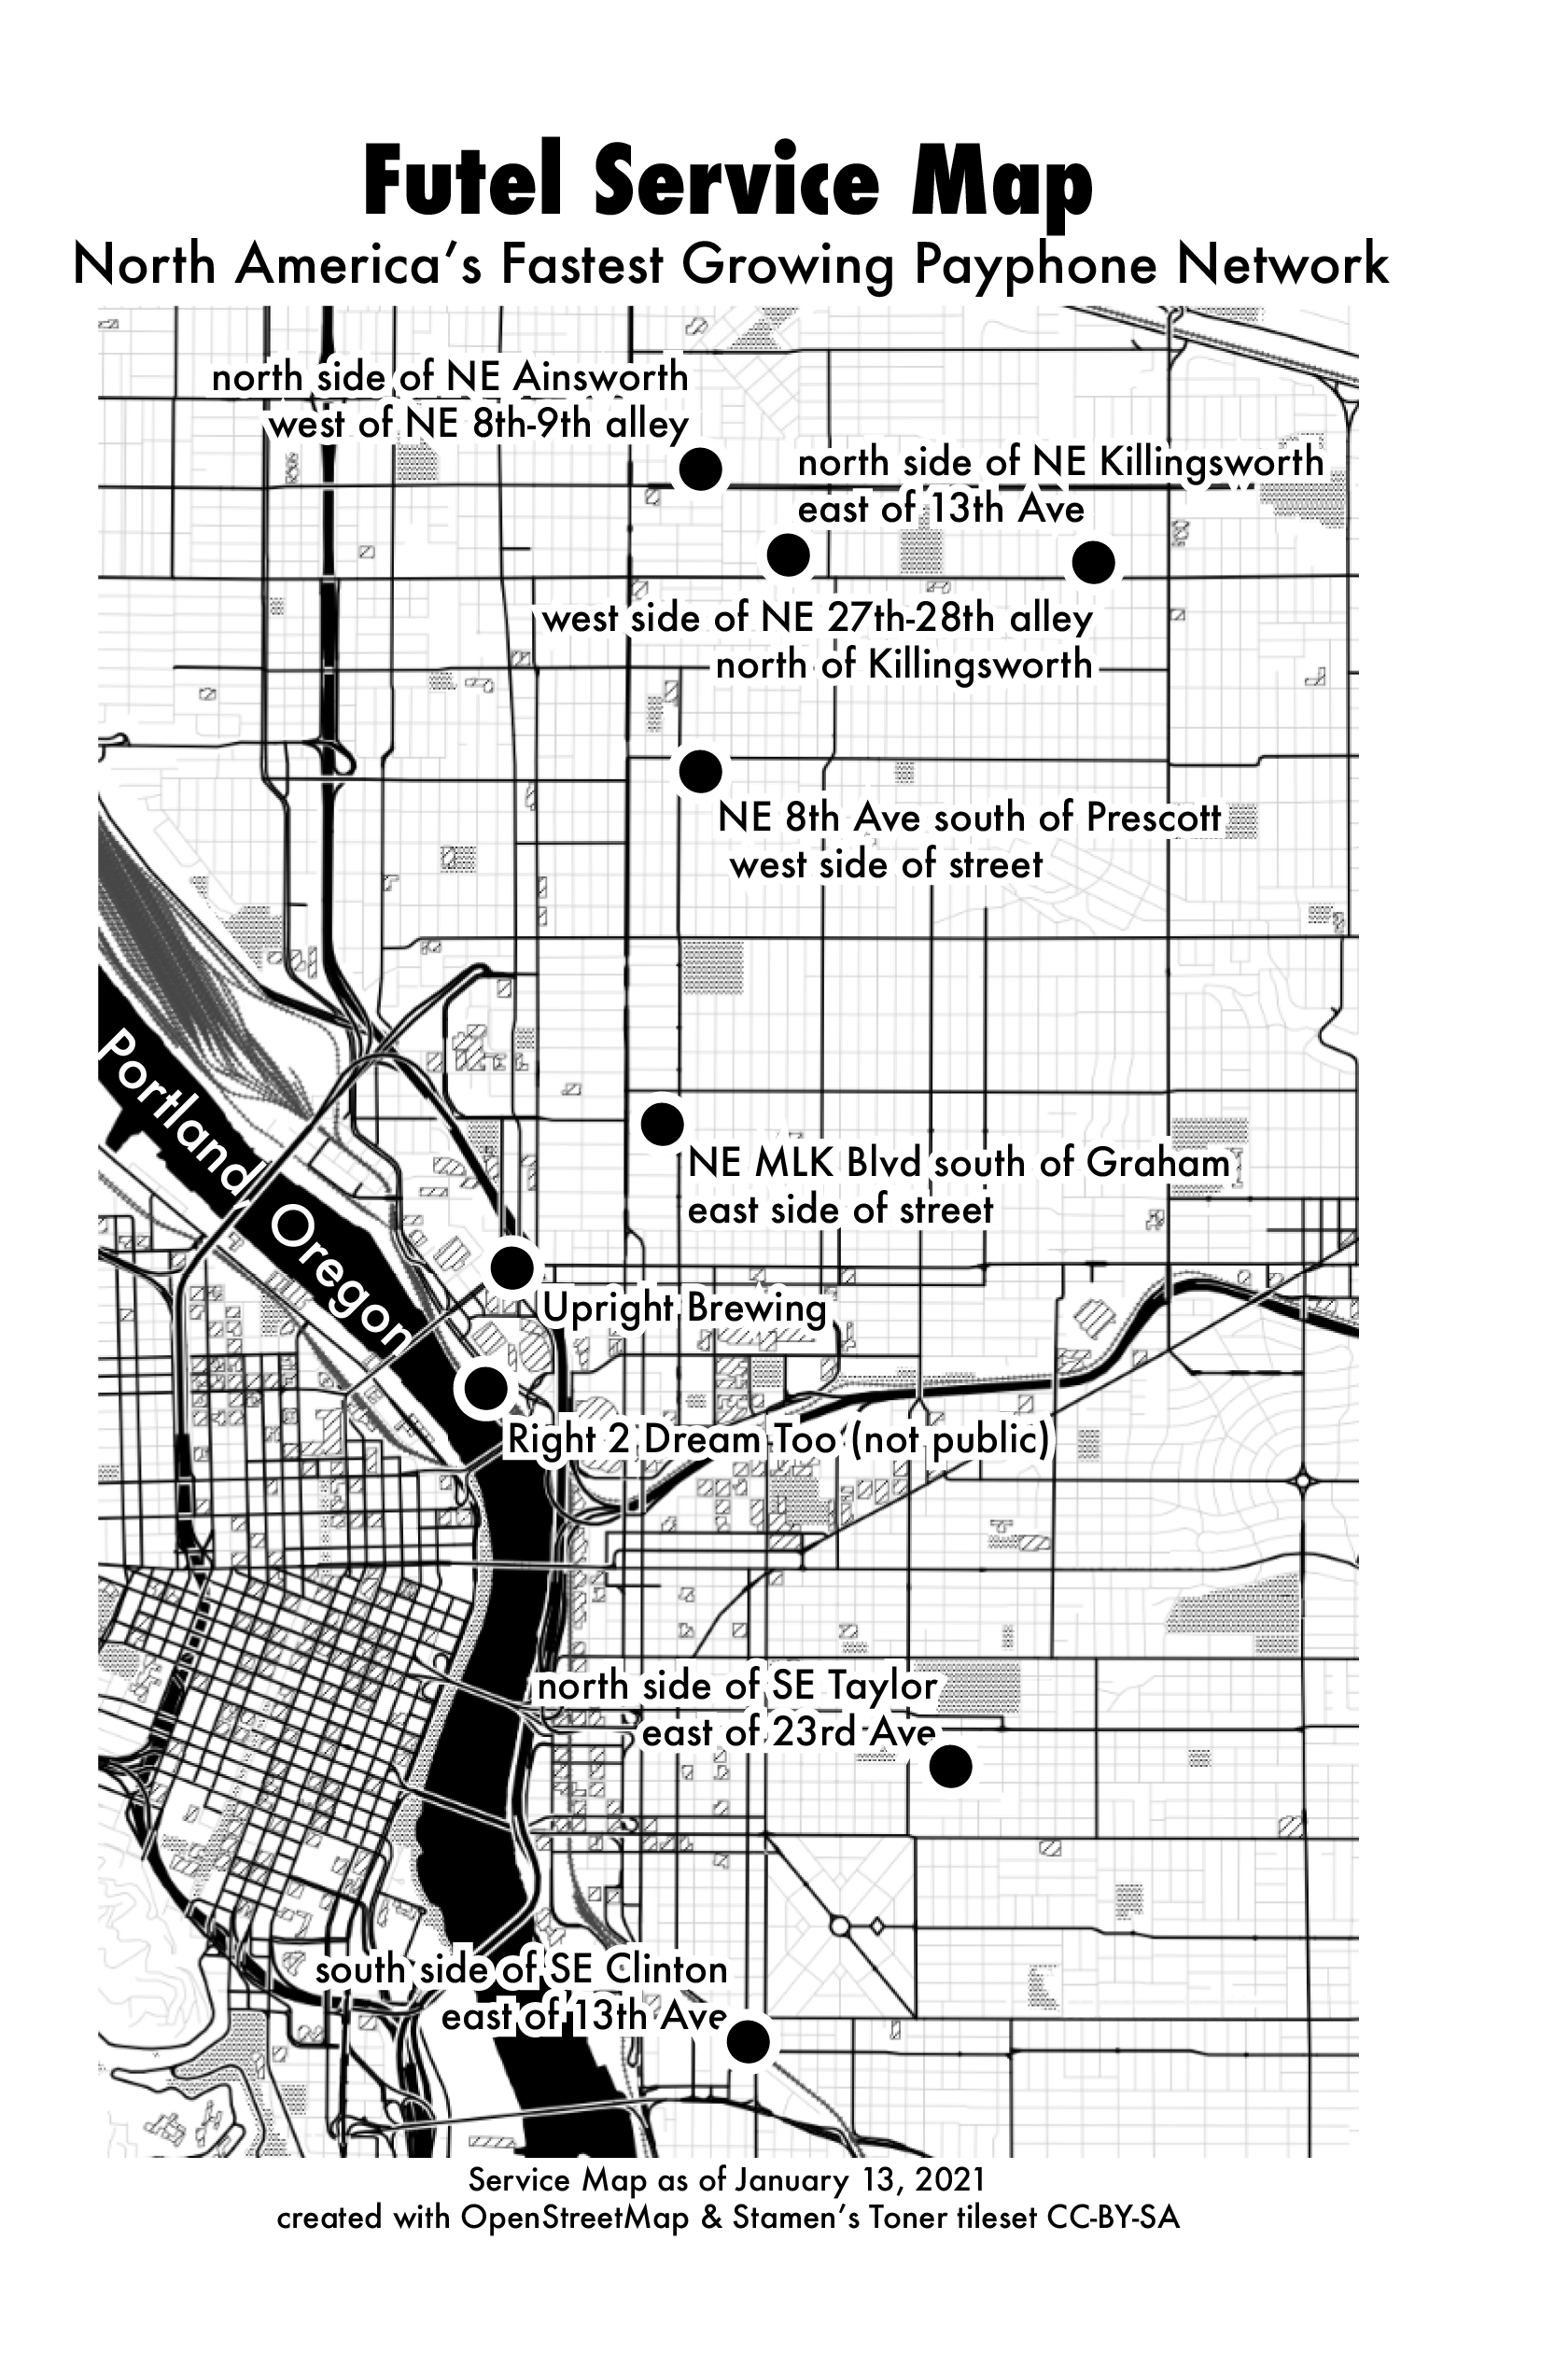 Futel Service Map
North America's Fastest Growing Payphone Network
north side of NE Ainsworth
west of NE 8th-9th alley
north side of NE Killingsworth
east of 13th Ave
west side of NE 27th-28th alley
north of Killingsworth
NE 8th Ave south of Prescott
west side of street
Portland
Oregon
NE MLK Blvd south of Graham
east side of street
Upright Brewing
Right 2 Dream Too (not public)
north side of SE Taylor
east of 23rd Ave
south side of SE Clinton
east of 13th Ave
Service Map as of January 13, 2021
created with OpenStreetMap & Stamen's Toner tileset CC-BY-SA